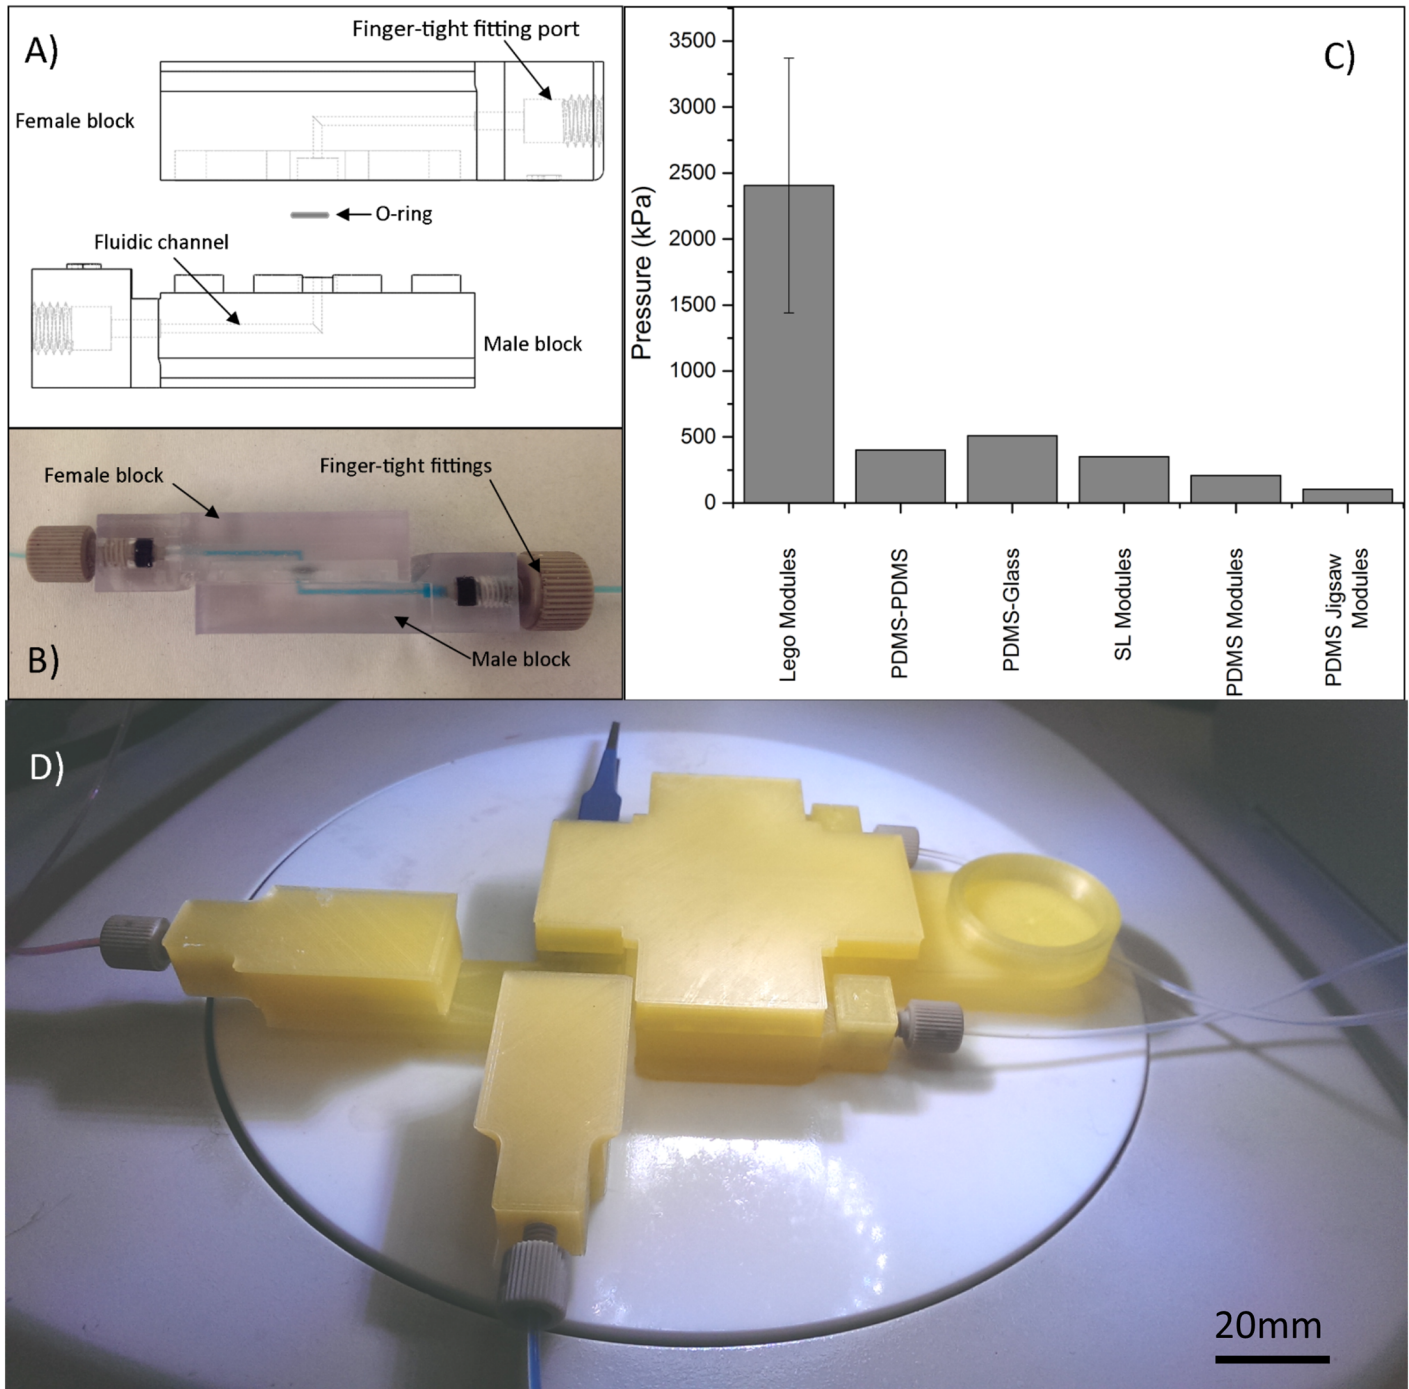 A)
Finger-tight fitting port
Female block
O-ring
Fluidic channel
Male block
B)
Female block
Finger-tight fittings
Male block
C)
Pressure (kPa)
3500
3000
2500
2000
1500
1000
500
0
Lego Modules
PDMS-PDMS
PDMS-Glass
SL Modules
PDMS Modules
PDMS Jigsaw
Modules
D)
20mm